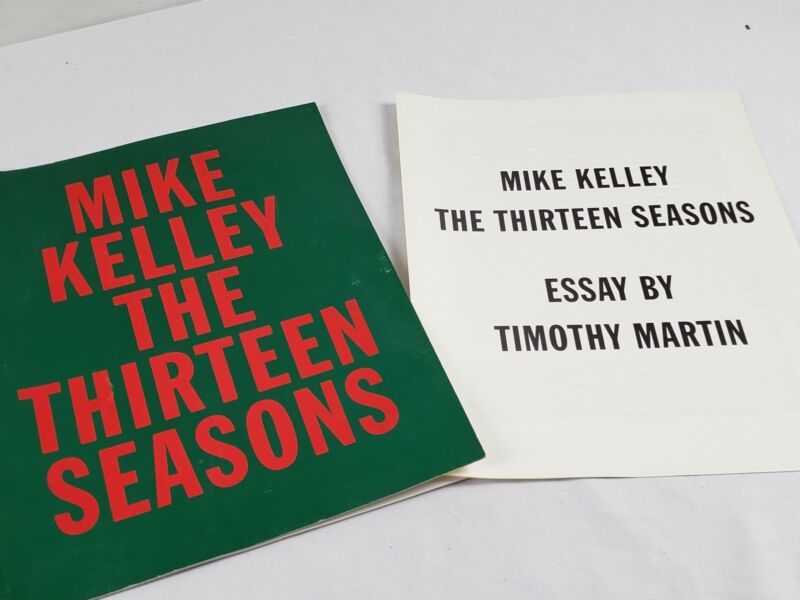 MIKE
KELLEY
THE
THIRTEEN
SEASONS
MIKE KELLEY
THE THIRTEEN SEASONS
ESSAY BY
TIMOTHY MARTIN